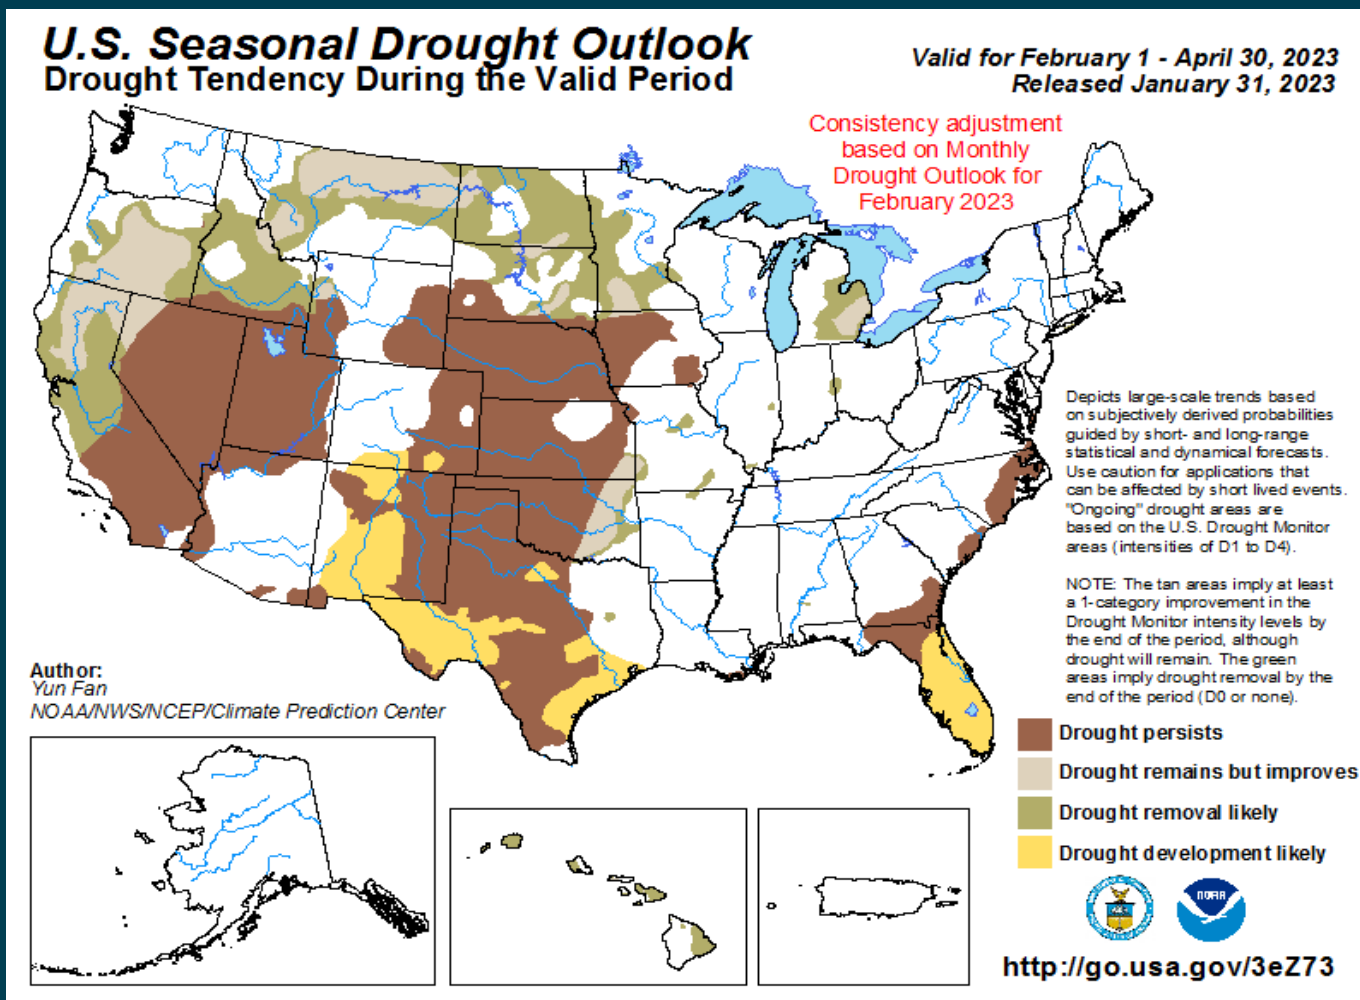 U.S. Seasonal Drought Outlook
Drought Tendency During the Valid Period
Valid for February 1 - April 30, 2023
Released January 31, 2023
Consistency adjustment
based on Monthly
Drought Outlook for
February 2023
Depicts large-scale trends based
on subjectively derived probabilities
guided by short- and long-range
statistical and dynamical forecasts.
Use caution for applications that
can be affected by short lived events.
"Ongoing" drought areas are
based on the U.S. Drought Monitor
areas (intensities of D1 to D4).
NOTE: The tan areas imply at least
a 1-category improvement in the
Drought Monitor intensity levels by
the end of the period, although
drought will remain. The green
areas imply drought removal by the
end of the period (D0 or none).
Author:
Yun Fan
NOAA/NWS/NCEP/Climate Prediction Center
Drought persists
Drought remains but improves
Drought removal likely
Drought development likely
NOAA
http://go.usa.gov/3eZ73